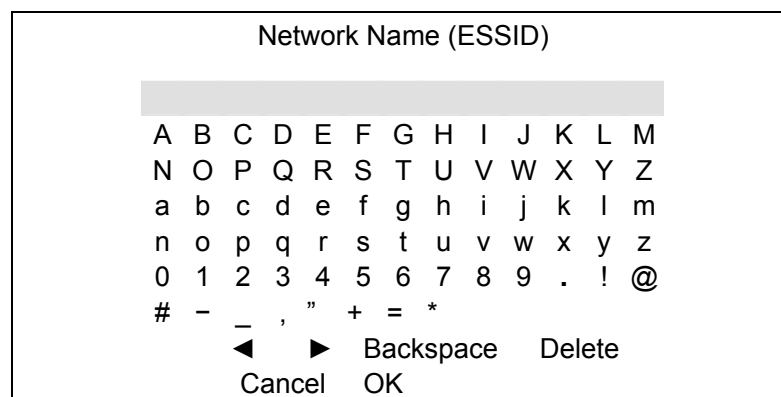 Network Name (ESSID)
A B C D E F G H I J K L M
N O P Q R S T U V W X Y Z
a b c d e f g h i j k l m
n o p q r s t u v w x y z
0 1 2 3 4 5 6 7 8 9 . ! @
# − _ , ” + = *
◄ ► Backspace Delete
Cancel OK